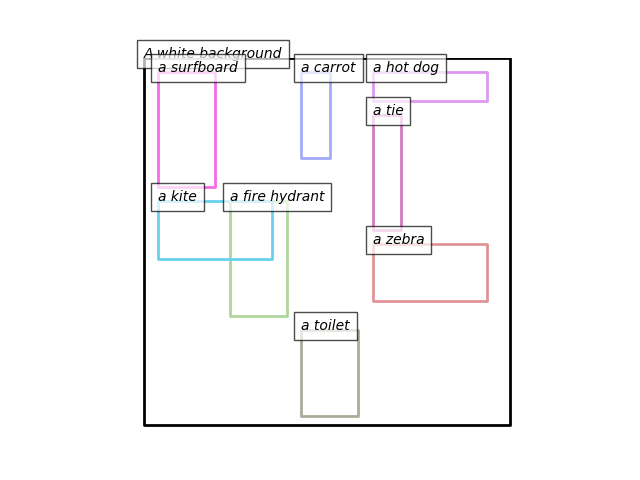 A white background
a surfboard
a carrot
a hot dog
a tie
a kite
a fire hydrant
a zebra
a toilet